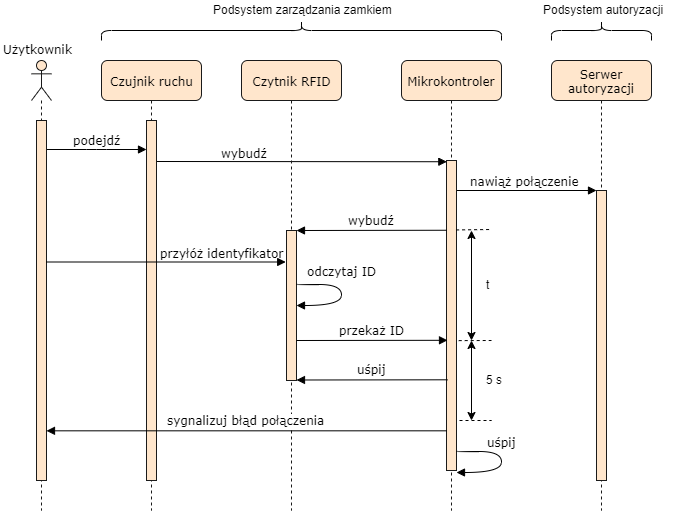 Podsystem zarządzania zamkiem
Podsystem autoryzacji
Użytkownik
Czujnik ruchu
Czytnik RFID
Mikrokontroler
Serwer
autoryzacji
podejdź
wybudź
nawiąż połączenie
wybudź
przyłóż identyfikator
odczytaj ID
t
przekaż ID
uśpij
5 s
sygnalizuj błąd połączenia
uśpij